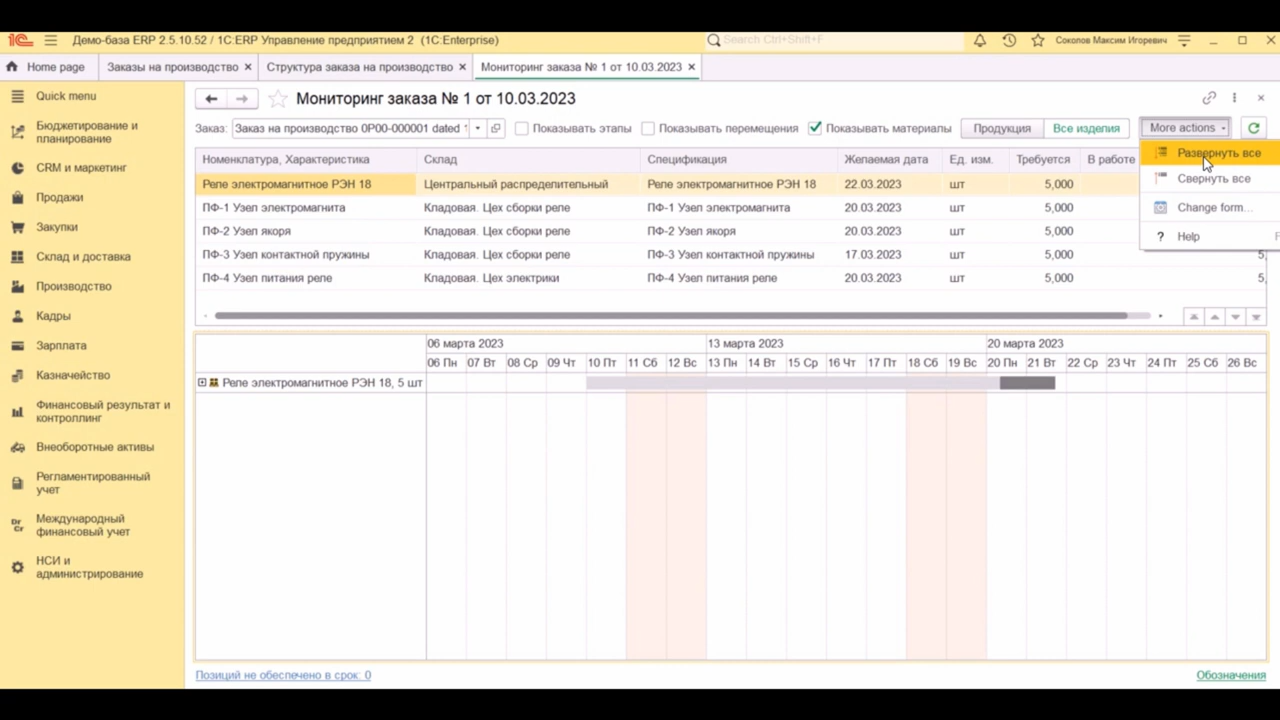 1С Демо-база ERP 2.5.10.52 / 1С:ERP Управление предприятием 2 (1C:Enterprise) Search Ctrl+Shift+F Соколов Максим Игоревич
Home page Заказы на производство Структура заказа на производство Мониторинг заказа № 1 от 10.03.2023
Quick menu
Бюджетирование и
планирование
CRM и маркетинг
Продажи
Закупки
Склад и доставка
Производство
Кадры
Зарплата
Казначейство
Финансовый результат и
контроллинг
Внеоборотные активы
Регламентированный
учет
Международный
финансовый учет
НСИ и
администрирование
Мониторинг заказа № 1 от 10.03.2023
Заказ: Заказ на производство 0Р00-000001 dated Показывать этапы Показывать перемещения Показывать материалы Продукция Все изделия More actions
Развернуть все
Свернуть все
Change form...
? Help F
Номенклатура, Характеристика Склад Спецификация Желаемая дата Ед. изм. Требуется В работе
Реле электромагнитное РЭН 18 Центральный распределительный Реле электромагнитное РЭН 18 22.03.2023 шт 5,000
ПФ-1 Узел электромагнита Кладовая. Цех сборки реле ПФ-1 Узел электромагнита 20.03.2023 шт 5,000
ПФ-2 Узел якоря Кладовая. Цех сборки реле ПФ-2 Узел якоря 20.03.2023 шт 5,000
ПФ-3 Узел контактной пружины Кладовая. Цех сборки реле ПФ-3 Узел контактной пружины 17.03.2023 шт 5,000 5,
ПФ-4 Узел питания реле Кладовая. Цех электрики ПФ-4 Узел питания реле 20.03.2023 шт 5,000 5,
06 марта 2023 13 марта 2023 20 марта 2023
06 Пн 07 Вт 08 Ср 09 Чт 10 Пт 11 Сб 12 Вс 13 Пн 14 Вт 15 Ср 16 Чт 17 Пт 18 Сб 19 Вс 20 Пн 21 Вт 22 Ср 23 Чт 24 Пт 25 Сб 26 Вс
Реле электромагнитное РЭН 18, 5 шт
Позиций не обеспечено в срок: 0 Обозначения